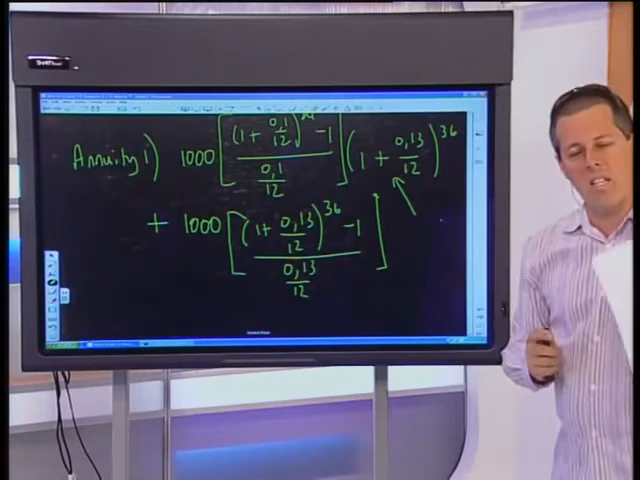 Annuity 1) 1000 [((1 + 0,1/12) -1) / (0,1/12)] (1 + 0,13/12)^36
+ 1000 [((1 + 0,13/12)^36 -1) / (0,13/12)]